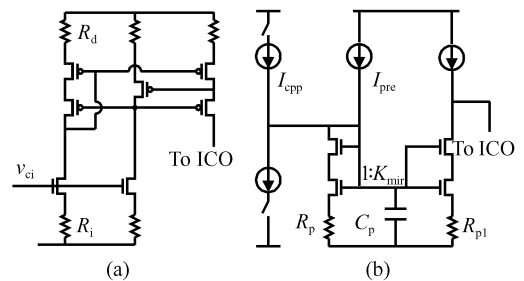 R_d
v_ci
R_i
To ICO
(a)
I_cpp
I_pre
1:K_mir
To ICO
R_p
C_p
R_p1
(b)